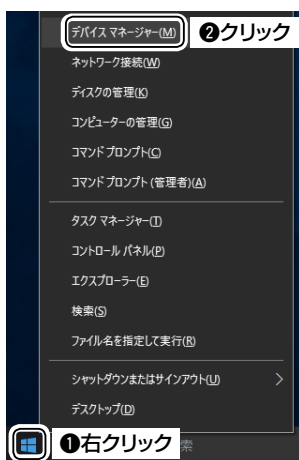 デバイス マネージャー(M)
❷クリック
ネットワーク接続(W)
ディスクの管理(K)
コンピューターの管理(G)
コマンド プロンプト(C)
コマンド プロンプト (管理者)(A)
タスク マネージャー(T)
コントロール パネル(P)
エクスプローラー(E)
検索(S)
ファイル名を指定して実行(R)
シャットダウンまたはサインアウト(U)
デスクトップ(D)
❶右クリック
索